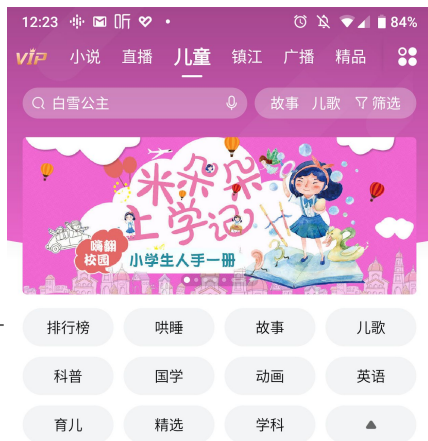 12:23 听 84%
VIP 小说 直播 儿童 镇江 广播 精品
白雪公主 故事 儿歌 筛选
米朵朵
上学记
嗨翻
校园
小学生人手一册
排行榜 哄睡 故事 儿歌
科普 国学 动画 英语
育儿 精选 学科